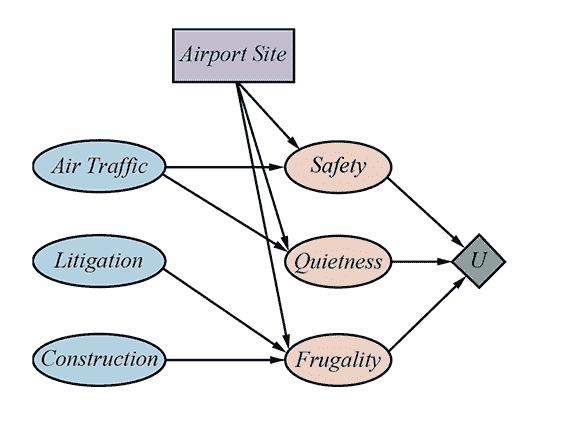 Airport Site
Air Traffic
Safety
Litigation
Quietness
U
Construction
Frugality